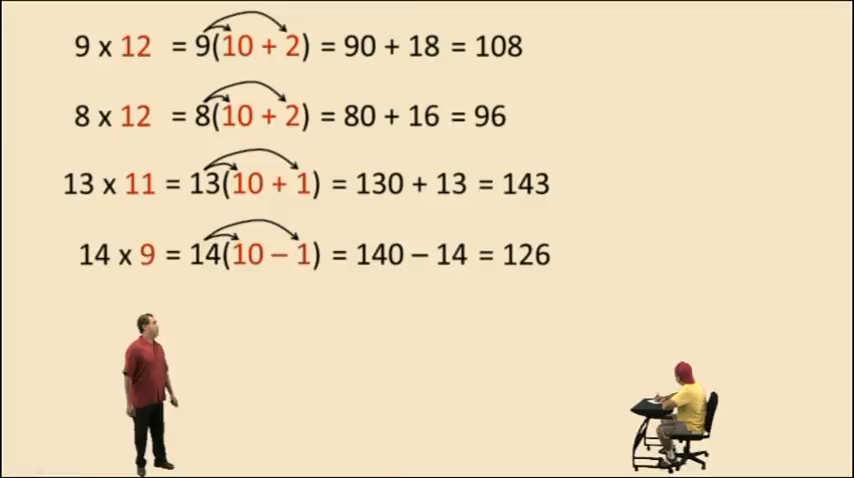 9 x 12 = 9(10 + 2) = 90 + 18 = 108
8 x 12 = 8(10 + 2) = 80 + 16 = 96
13 x 11 = 13(10 + 1) = 130 + 13 = 143
14 x 9 = 14(10 – 1) = 140 – 14 = 126